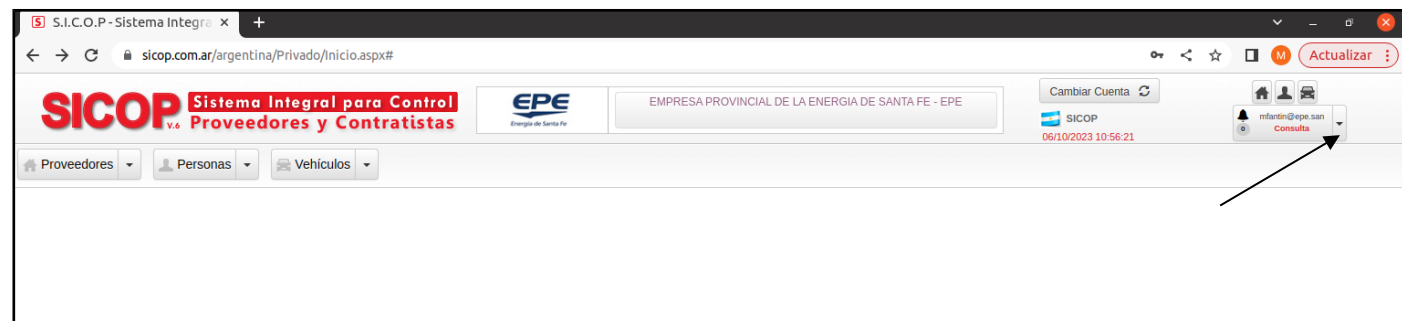 S.I.C.O.P - Sistema Integra
sicop.com.ar/argentina/Privado/Inicio.aspx#
M
Actualizar
SICOP V.6
Sistema Integral para Control
Proveedores y Contratistas
EPE
Energía de Santa Fe
EMPRESA PROVINCIAL DE LA ENERGIA DE SANTA FE - EPE
Cambiar Cuenta
SICOP
06/10/2023 10:56:21
mfantin@epe.san
0
Consulta
Proveedores
Personas
Vehículos